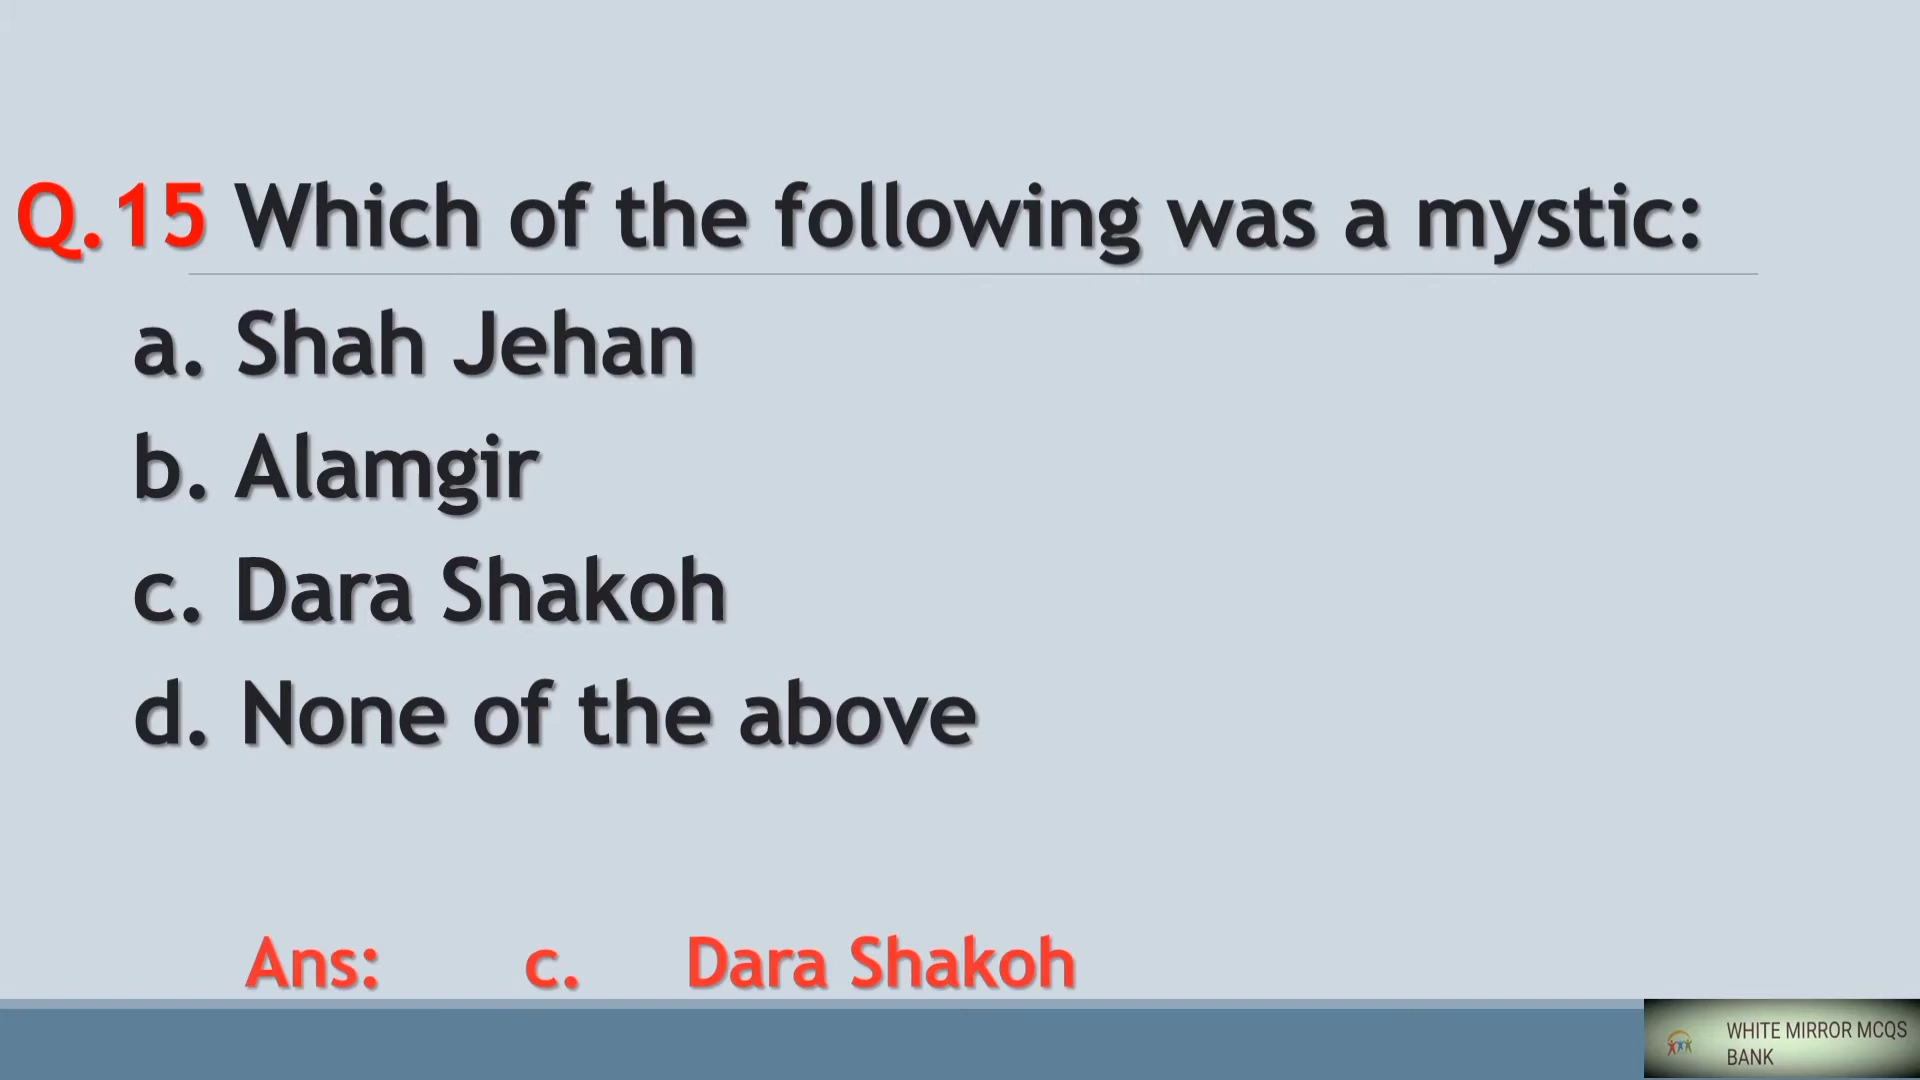 Q.15 Which of the following was a mystic:
a. Shah Jehan
b. Alamgir
c. Dara Shakoh
d. None of the above
Ans: c. Dara Shakoh
WHITE MIRROR MCQS
BANK